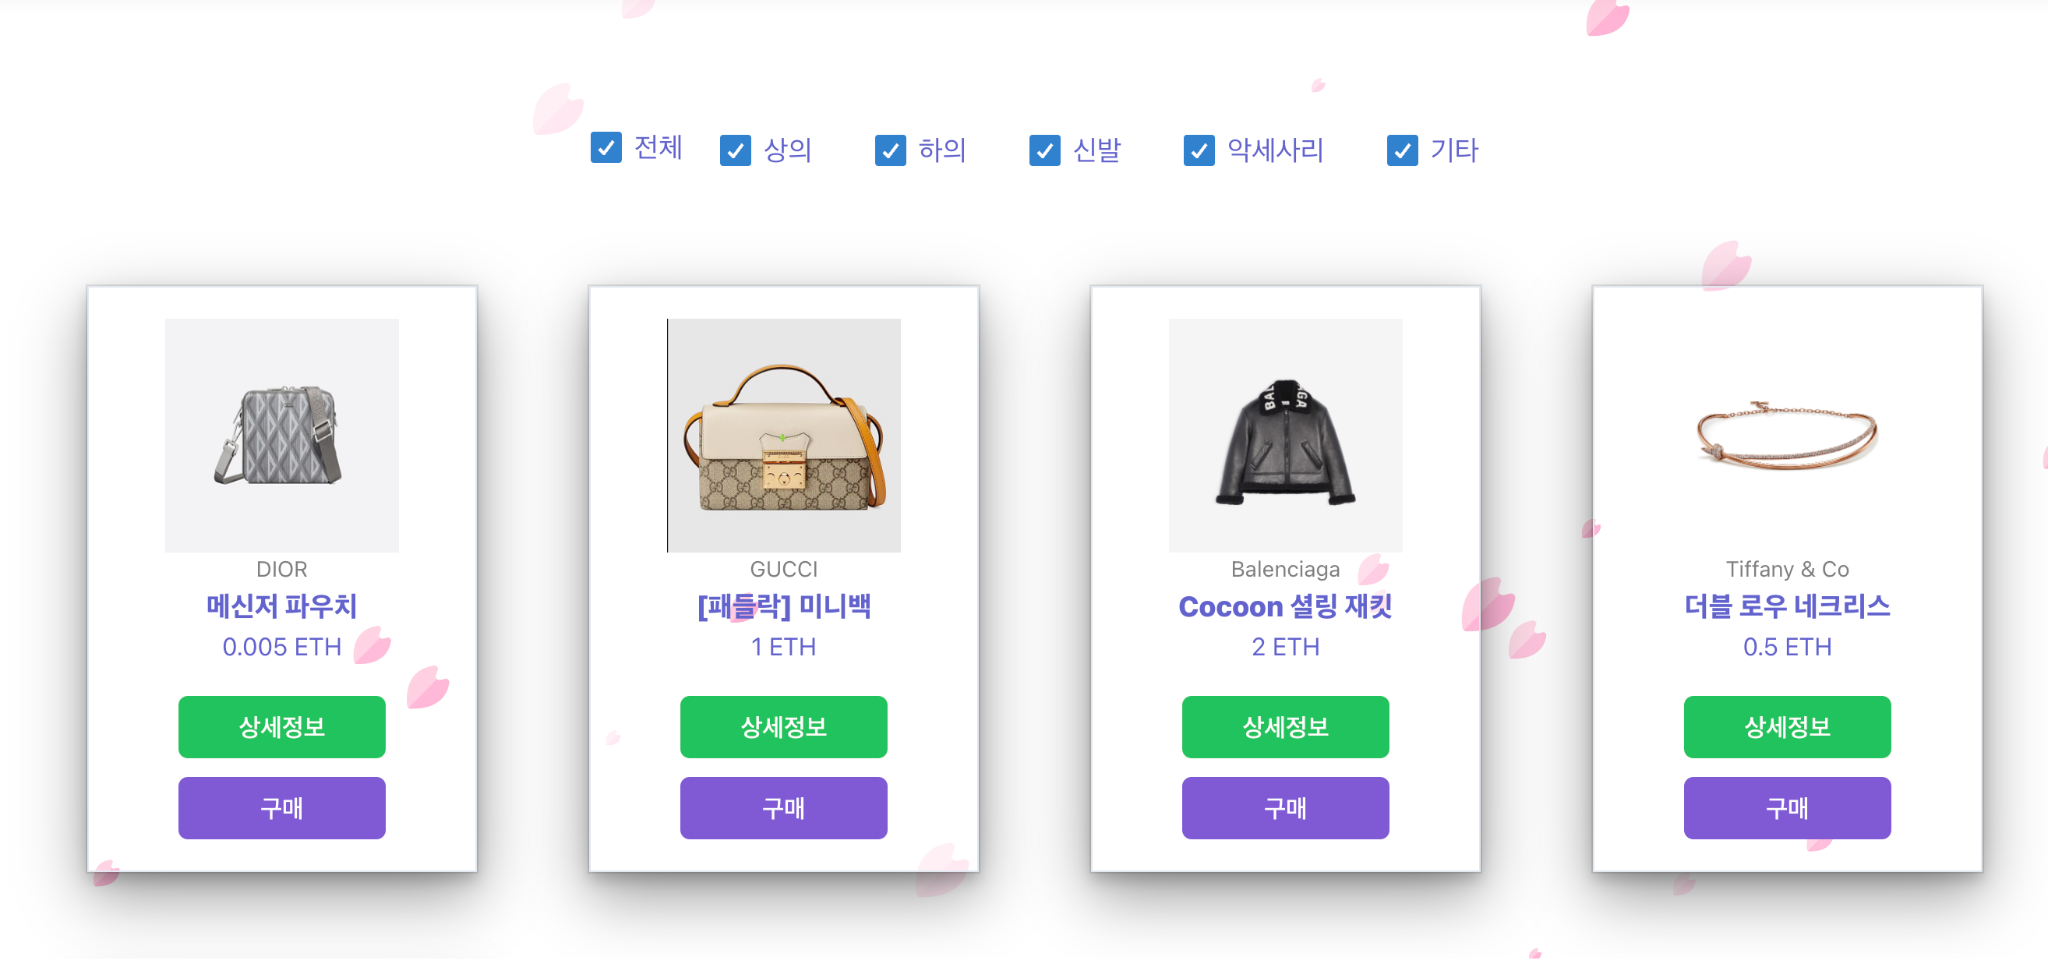 전체 상의 하의 신발 악세사리 기타
DIOR
메신저 파우치
0.005 ETH
상세정보
구매
GUCCI
[패들락] 미니백
1 ETH
상세정보
구매
BAL
GA
Balenciaga
Cocoon 셜링 재킷
2 ETH
상세정보
구매
Tiffany & Co
더블 로우 네크리스
0.5 ETH
상세정보
구매